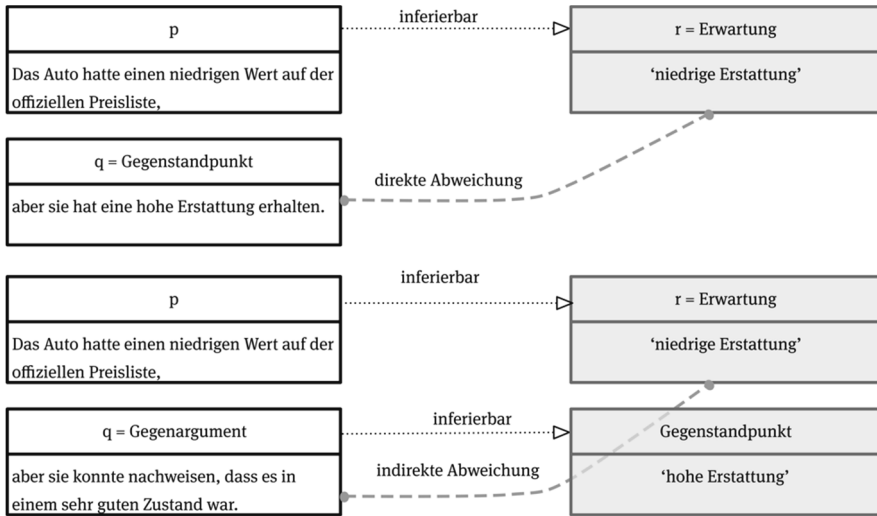 p
inferierbar
r = Erwartung
Das Auto hatte einen niedrigen Wert auf der
offiziellen Preisliste,
‘niedrige Erstattung’
q = Gegenstandpunkt
direkte Abweichung
aber sie hat eine hohe Erstattung erhalten.
p
inferierbar
r = Erwartung
Das Auto hatte einen niedrigen Wert auf der
offiziellen Preisliste,
‘niedrige Erstattung’
q = Gegenargument
inferierbar
Gegenstandpunkt
aber sie konnte nachweisen, dass es in
einem sehr guten Zustand war.
indirekte Abweichung
‘hohe Erstattung’